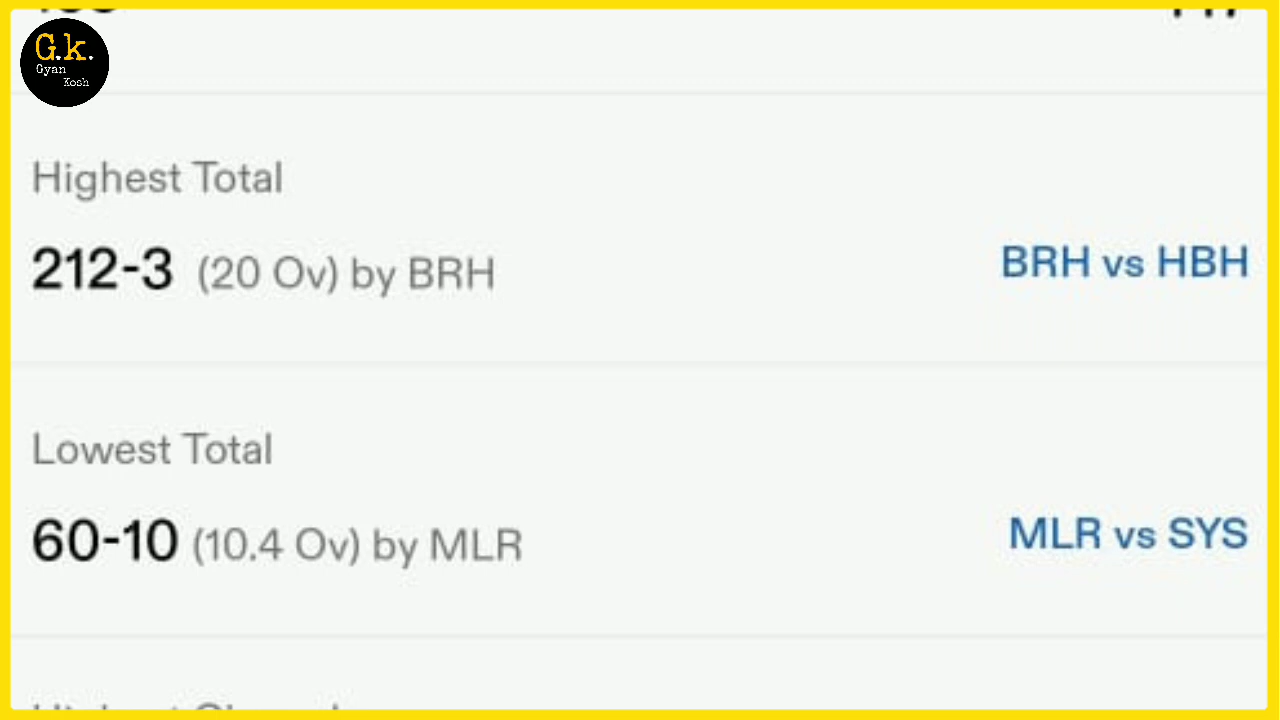 G.k.
Gyan
Kosh
Highest Total
212-3 (20 Ov) by BRH
BRH vs HBH
Lowest Total
60-10 (10.4 Ov) by MLR
MLR vs SYS